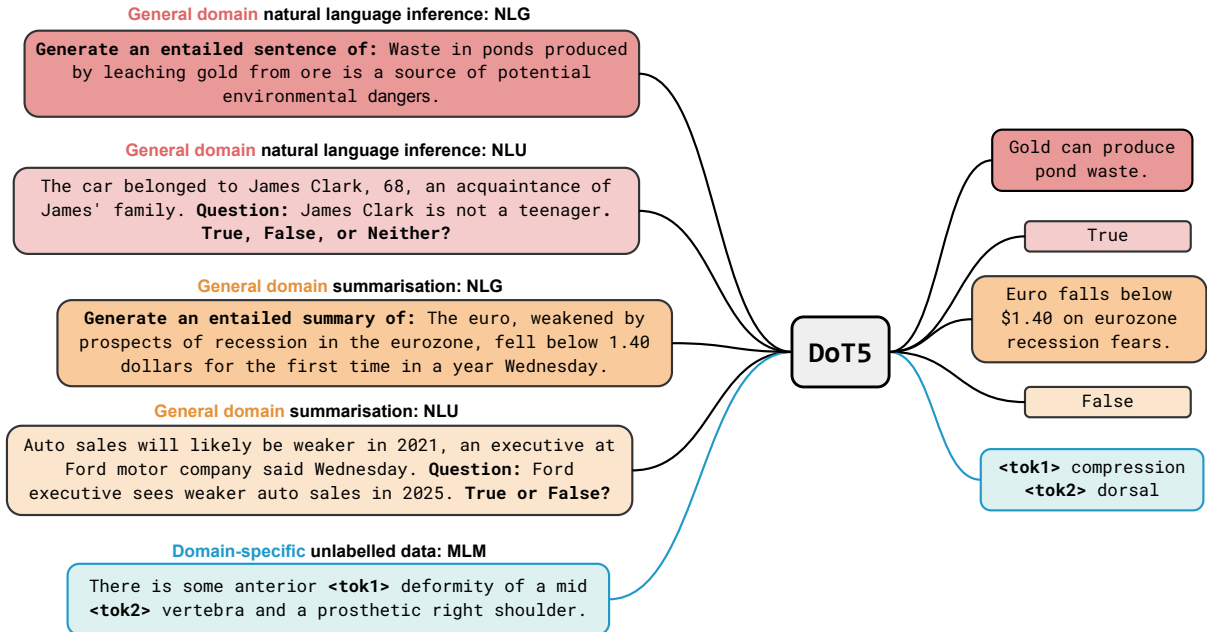 General domain natural language inference: NLG
Generate an entailed sentence of: Waste in ponds produced
by leaching gold from ore is a source of potential
environmental dangers.
General domain natural language inference: NLU
The car belonged to James Clark, 68, an acquaintance of
James' family. Question: James Clark is not a teenager.
True, False, or Neither?
General domain summarisation: NLG
Generate an entailed summary of: The euro, weakened by
prospects of recession in the eurozone, fell below 1.40
dollars for the first time in a year Wednesday.
General domain summarisation: NLU
Auto sales will likely be weaker in 2021, an executive at
Ford motor company said Wednesday. Question: Ford
executive sees weaker auto sales in 2025. True or False?
Domain-specific unlabelled data: MLM
There is some anterior <tok1> deformity of a mid
<tok2> vertebra and a prosthetic right shoulder.
DoT5
Gold can produce
pond waste.
True
Euro falls below
$1.40 on eurozone
recession fears.
False
<tok1> compression
<tok2> dorsal